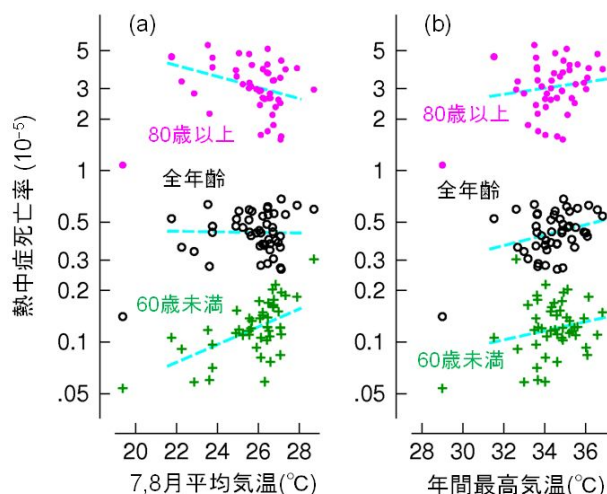 (a)
(b)
熱中症死亡率 (10⁻⁵)
5
3
2
1
0.5
0.3
0.2
0.1
.05
80歳以上
全年齢
60歳未満
20 22 24 26 28
7,8月平均気温(°C)
5
3
2
1
0.5
0.3
0.2
0.1
.05
80歳以上
全年齢
60歳未満
28 30 32 34 36
年間最高気温(°C)